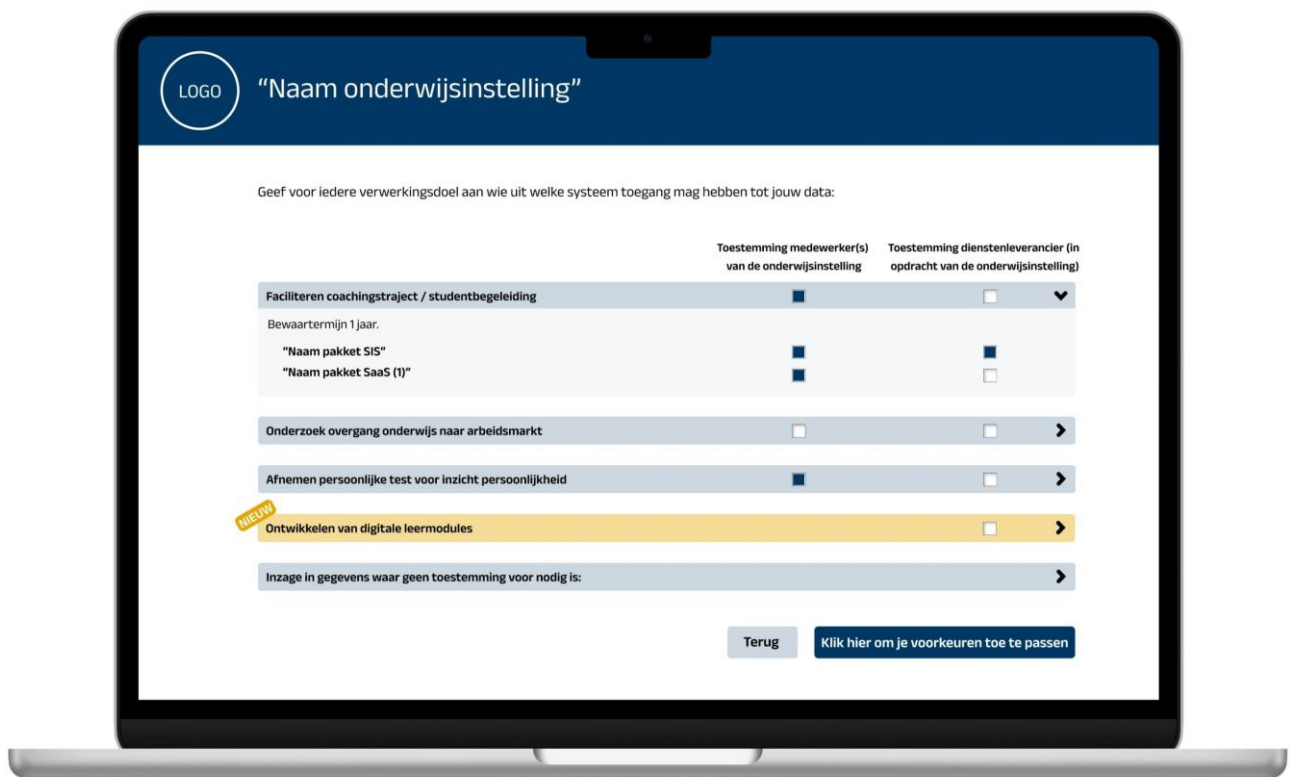 LOGO
“Naam onderwijsinstelling”
Geef voor iedere verwerkingsdoel aan wie uit welke systeem toegang mag hebben tot jouw data:
Toestemming medewerker(s)
van de onderwijsinstelling
Toestemming dienstenleverancier (in
opdracht van de onderwijsinstelling)
Faciliteren coachingstraject / studentbegeleiding
Bewaartermijn 1 jaar.
“Naam pakket SIS”
“Naam pakket SaaS (1)”
Onderzoek overgang onderwijs naar arbeidsmarkt
Afnemen persoonlijke test voor inzicht persoonlijkheid
NIEUW
Ontwikkelen van digitale leermodules
Inzage in gegevens waar geen toestemming voor nodig is:
Terug
Klik hier om je voorkeuren toe te passen